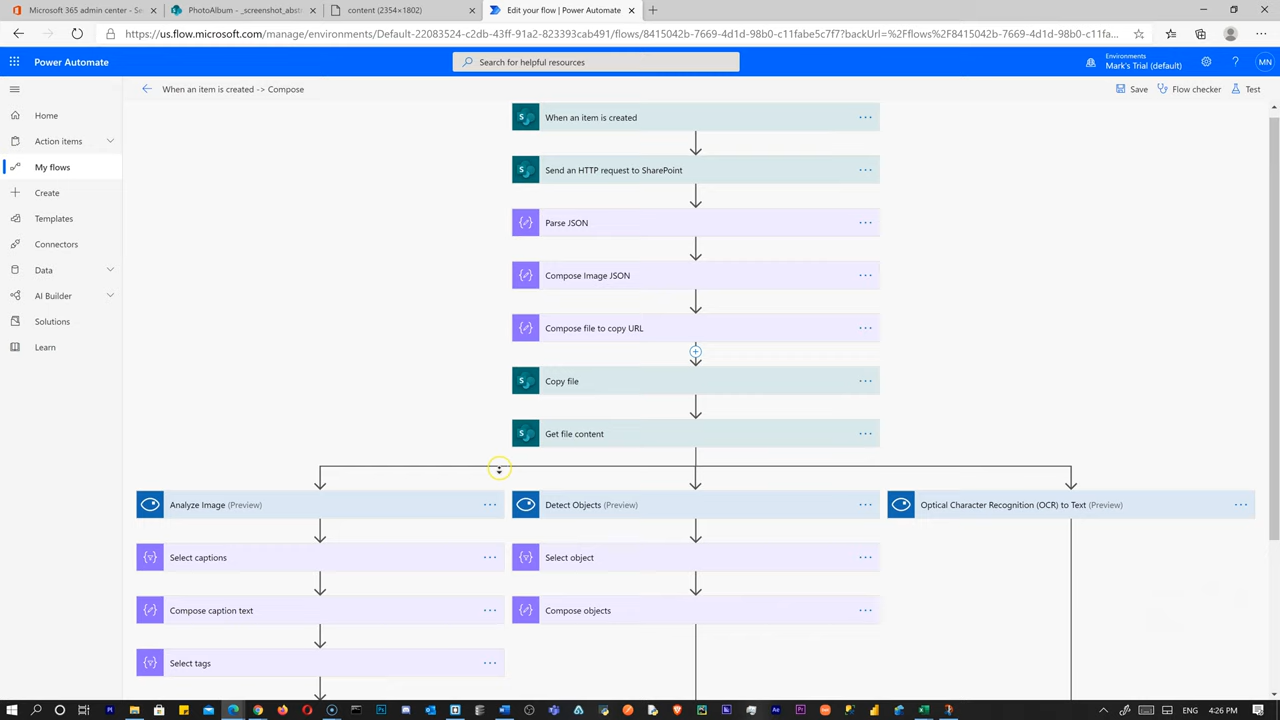 Microsoft 365 admin center - Se
PhotoAlbum - _screenshot_abst
content (2354×1802)
Edit your flow | Power Automate
https://us.flow.microsoft.com/manage/environments/Default-22083524-c2db-43ff-91a2-823393cab491/flows/8415042b-7669-4d1d-98b0-c11fabe5c7f7?backUrl=%2Fflows%2F8415042b-7669-4d1d-98b0-c11fabe5c7f7%2...
Power Automate
Search for helpful resources
Environments
Mark's Trial (default)
MN
When an item is created -> Compose
Save
Flow checker
Test
Home
Action items
My flows
Create
Templates
Connectors
Data
AI Builder
Solutions
Learn
When an item is created
Send an HTTP request to SharePoint
Parse JSON
Compose Image JSON
Compose file to copy URL
Copy file
Get file content
Analyze Image (Preview)
Detect Objects (Preview)
Optical Character Recognition (OCR) to Text (Preview)
Select captions
Select object
Compose caption text
Compose objects
Select tags
ENG
4:26 PM